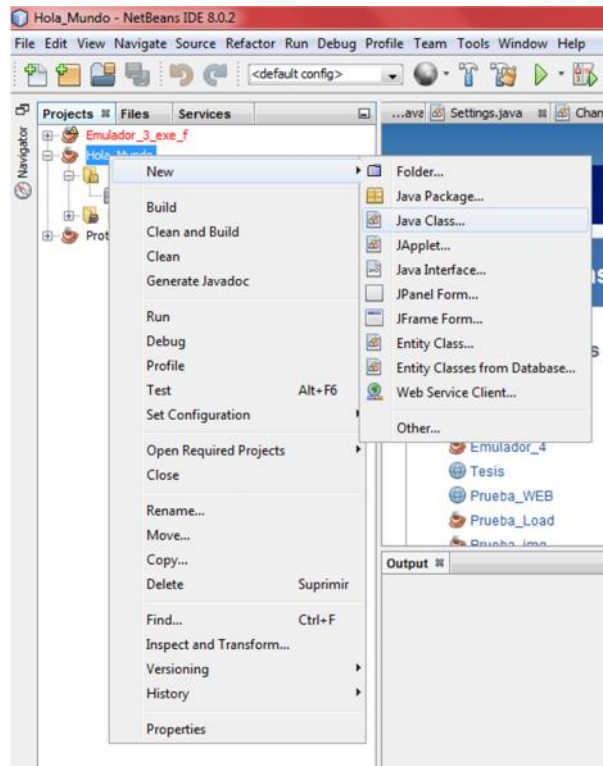 Hola_Mundo - NetBeans IDE 8.0.2
File Edit View Navigate Source Refactor Run Debug Profile Team Tools Window Help
<default config>
Projects Files Services
...ava Settings.java Chan
Navigator
Emulador_3_exe_f
Hola_Mundo
Prot
New
Build
Clean and Build
Clean
Generate Javadoc
Run
Debug
Profile
Test Alt+F6
Set Configuration
Open Required Projects
Close
Rename...
Move...
Copy...
Delete Suprimir
Find... Ctrl+F
Inspect and Transform...
Versioning
History
Properties
Folder...
Java Package...
Java Class...
JApplet...
Java Interface...
JPanel Form...
JFrame Form...
Entity Class...
Entity Classes from Database...
Web Service Client...
Other...
Emulador_4
Tesis
Prueba_WEB
Prueba_Load
Prueba_img
Output